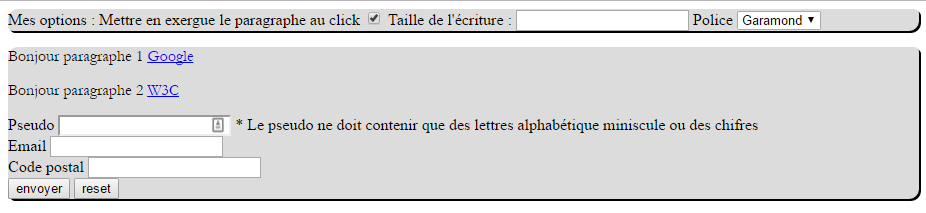 Mes options : Mettre en exergue le paragraphe au click Taille de l'écriture : Police Garamond
Bonjour paragraphe 1 Google
Bonjour paragraphe 2 W3C
Pseudo * Le pseudo ne doit contenir que des lettres alphabétique miniscule ou des chifres
Email
Code postal
envoyer reset